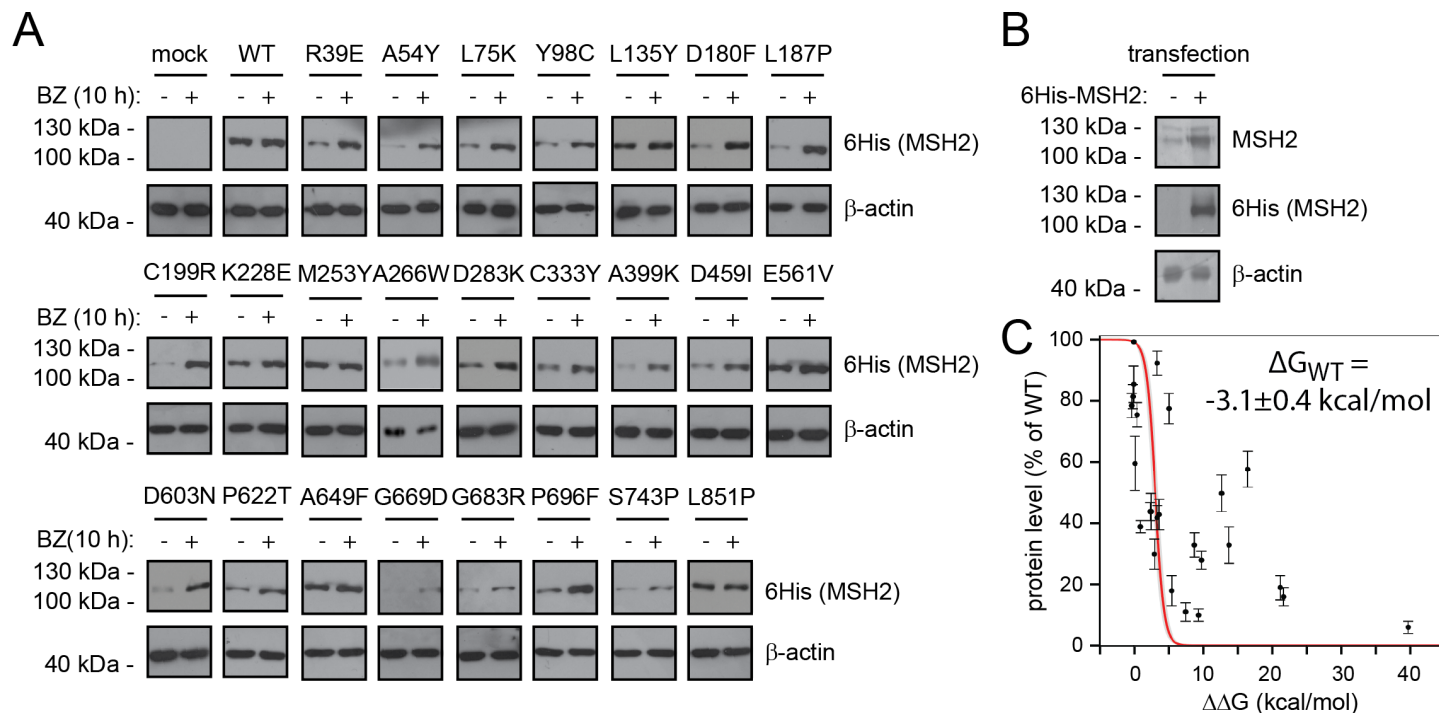 A
mock WT R39E A54Y L75K Y98C L135Y D180F L187P
BZ (10 h): - + - + - + - + - + - + - + - + - +
130 kDa -
100 kDa -
6His (MSH2)
40 kDa -
β-actin
C199R K228E M253Y A266W D283K C333Y A399K D459I E561V
BZ (10 h): - + - + - + - + - + - + - + - + - +
130 kDa -
100 kDa -
6His (MSH2)
40 kDa -
β-actin
D603N P622T A649F G669D G683R P696F S743P L851P
BZ(10 h): - + - + - + - + - + - + - + - +
130 kDa -
100 kDa -
6His (MSH2)
40 kDa -
β-actin
B
transfection
6His-MSH2: - +
130 kDa -
100 kDa -
MSH2
130 kDa -
100 kDa -
6His (MSH2)
40 kDa -
β-actin
C
ΔG_WT =
-3.1±0.4 kcal/mol
protein level (% of WT)
100
80
60
40
20
0
0 10 20 30 40
ΔΔG (kcal/mol)